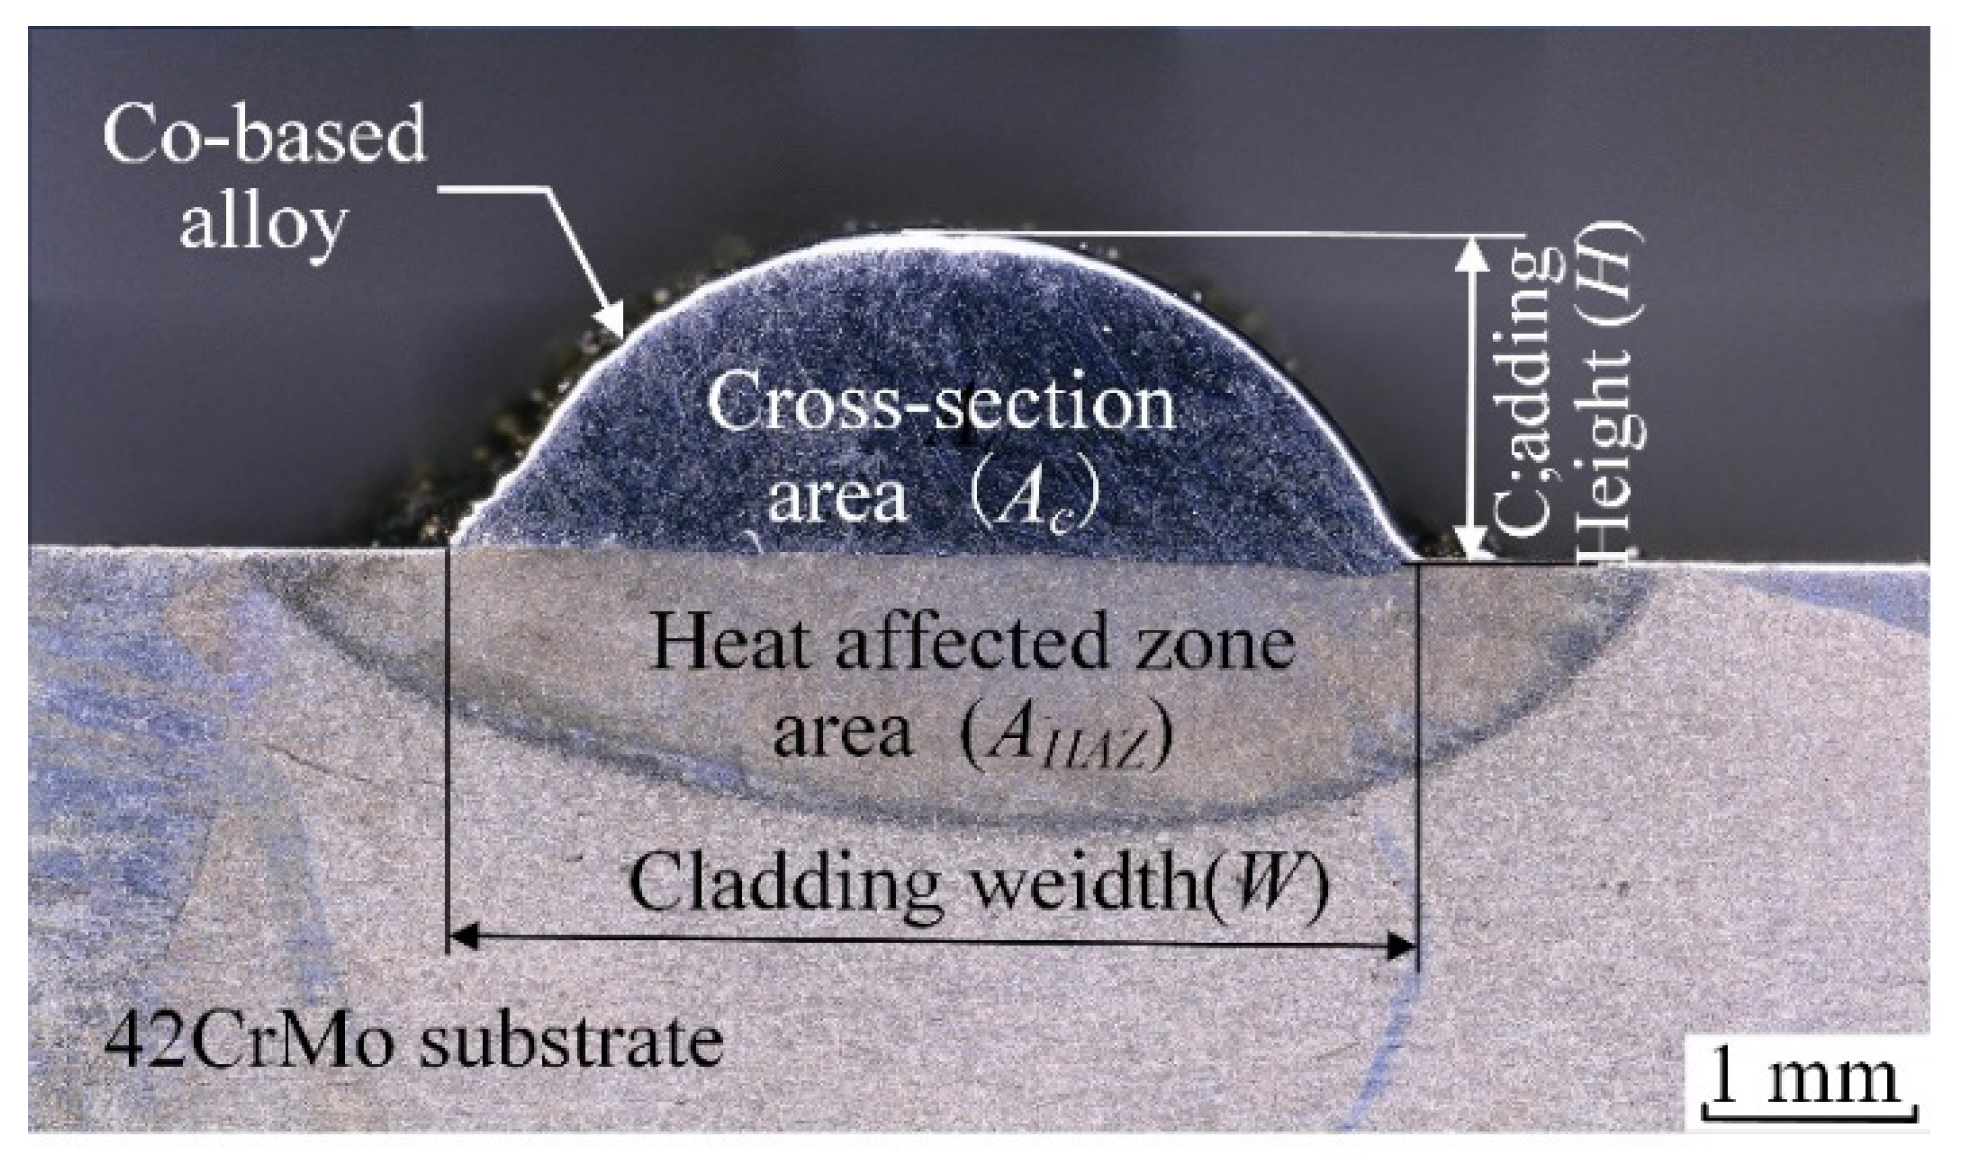 Co-based
alloy
C;adding
Height (H)
Cross-section
area (Ac)
Heat affected zone
area (AHAZ)
Cladding weidth(W)
42CrMo substrate
1 mm